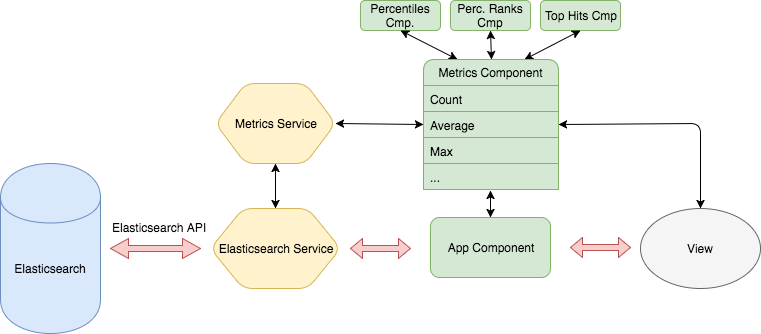 Percentiles
Cmp.
Perc. Ranks
Cmp
Top Hits Cmp
Metrics Component
Count
Average
Max
...
Metrics Service
Elasticsearch API
Elasticsearch
Elasticsearch Service
App Component
View